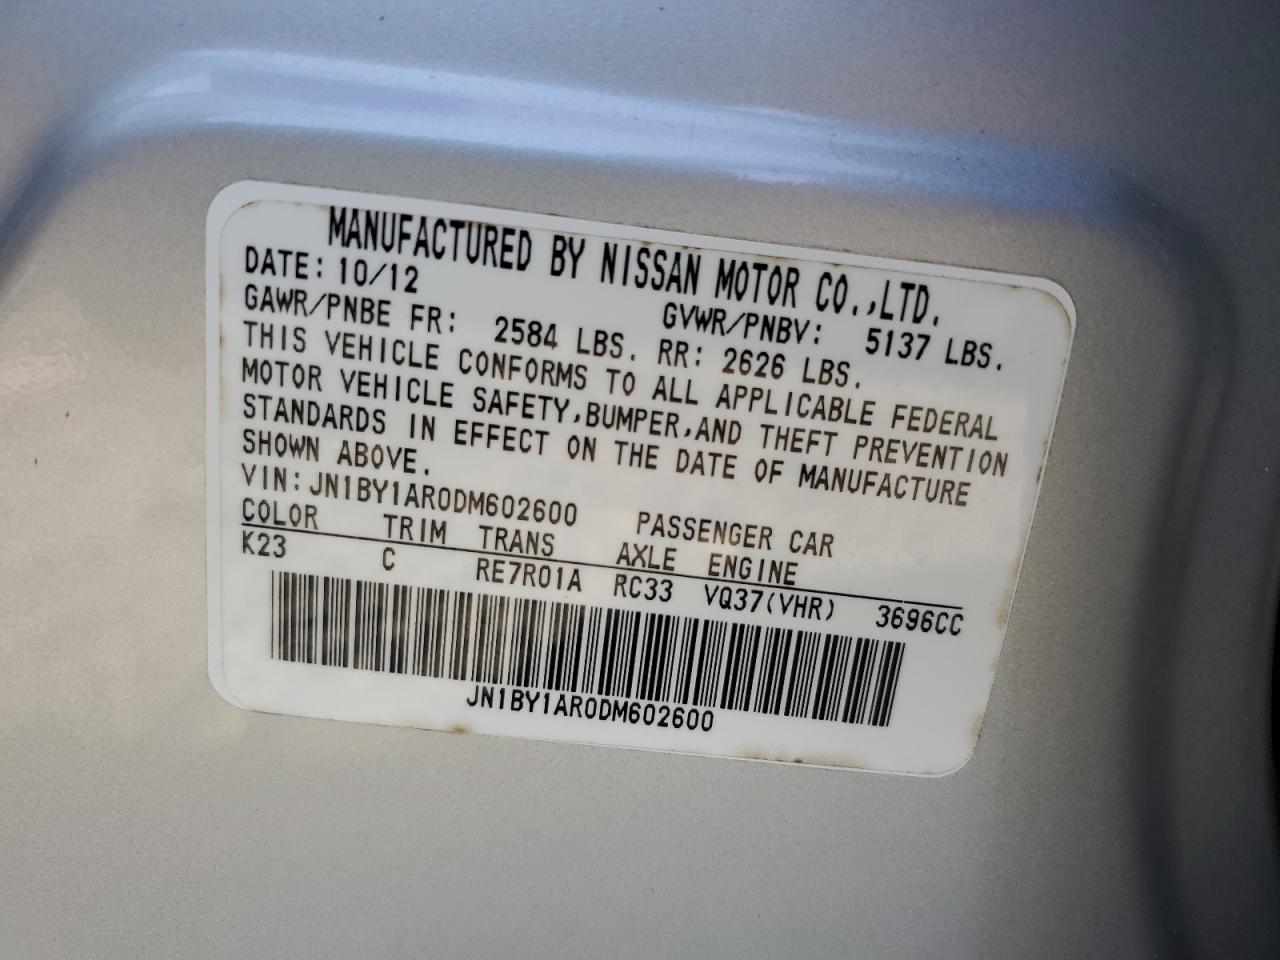 MANUFACTURED BY NISSAN MOTOR CO.,LTD.
DATE: 10/12 GVWR/PNBV: 5137 LBS.
GAWR/PNBE FR: 2584 LBS. RR: 2626 LBS.
THIS VEHICLE CONFORMS TO ALL APPLICABLE FEDERAL
MOTOR VEHICLE SAFETY,BUMPER,AND THEFT PREVENTION
STANDARDS IN EFFECT ON THE DATE OF MANUFACTURE
SHOWN ABOVE.
VIN:JN1BY1AR0DM602600 PASSENGER CAR
COLOR TRIM TRANS AXLE ENGINE
K23 C RE7R01A RC33 VQ37(VHR) 3696CC
JN1BY1AR0DM602600